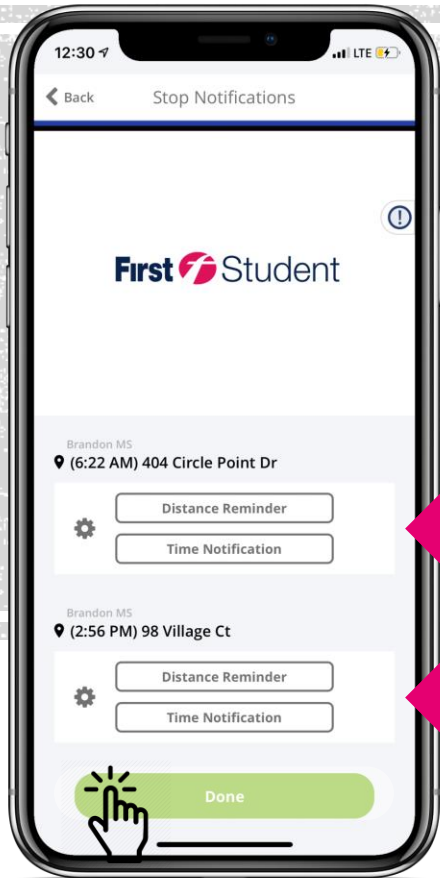 12:30 LTE
Back Stop Notifications
First Student
Brandon MS
(6:22 AM) 404 Circle Point Dr
Distance Reminder
Time Notification
Brandon MS
(2:56 PM) 98 Village Ct
Distance Reminder
Time Notification
Done